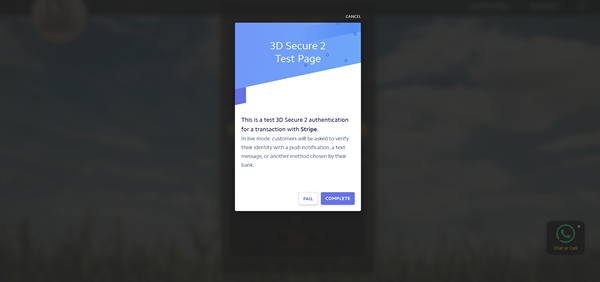 CANCEL
3D Secure 2
Test Page
This is a test 3D Secure 2 authentication
for a transaction with Stripe.
In live mode, customers will be asked to verify
their identity with a push notification, a text
message, or another method chosen by their
bank.
FAIL
COMPLETE
Chat or Call